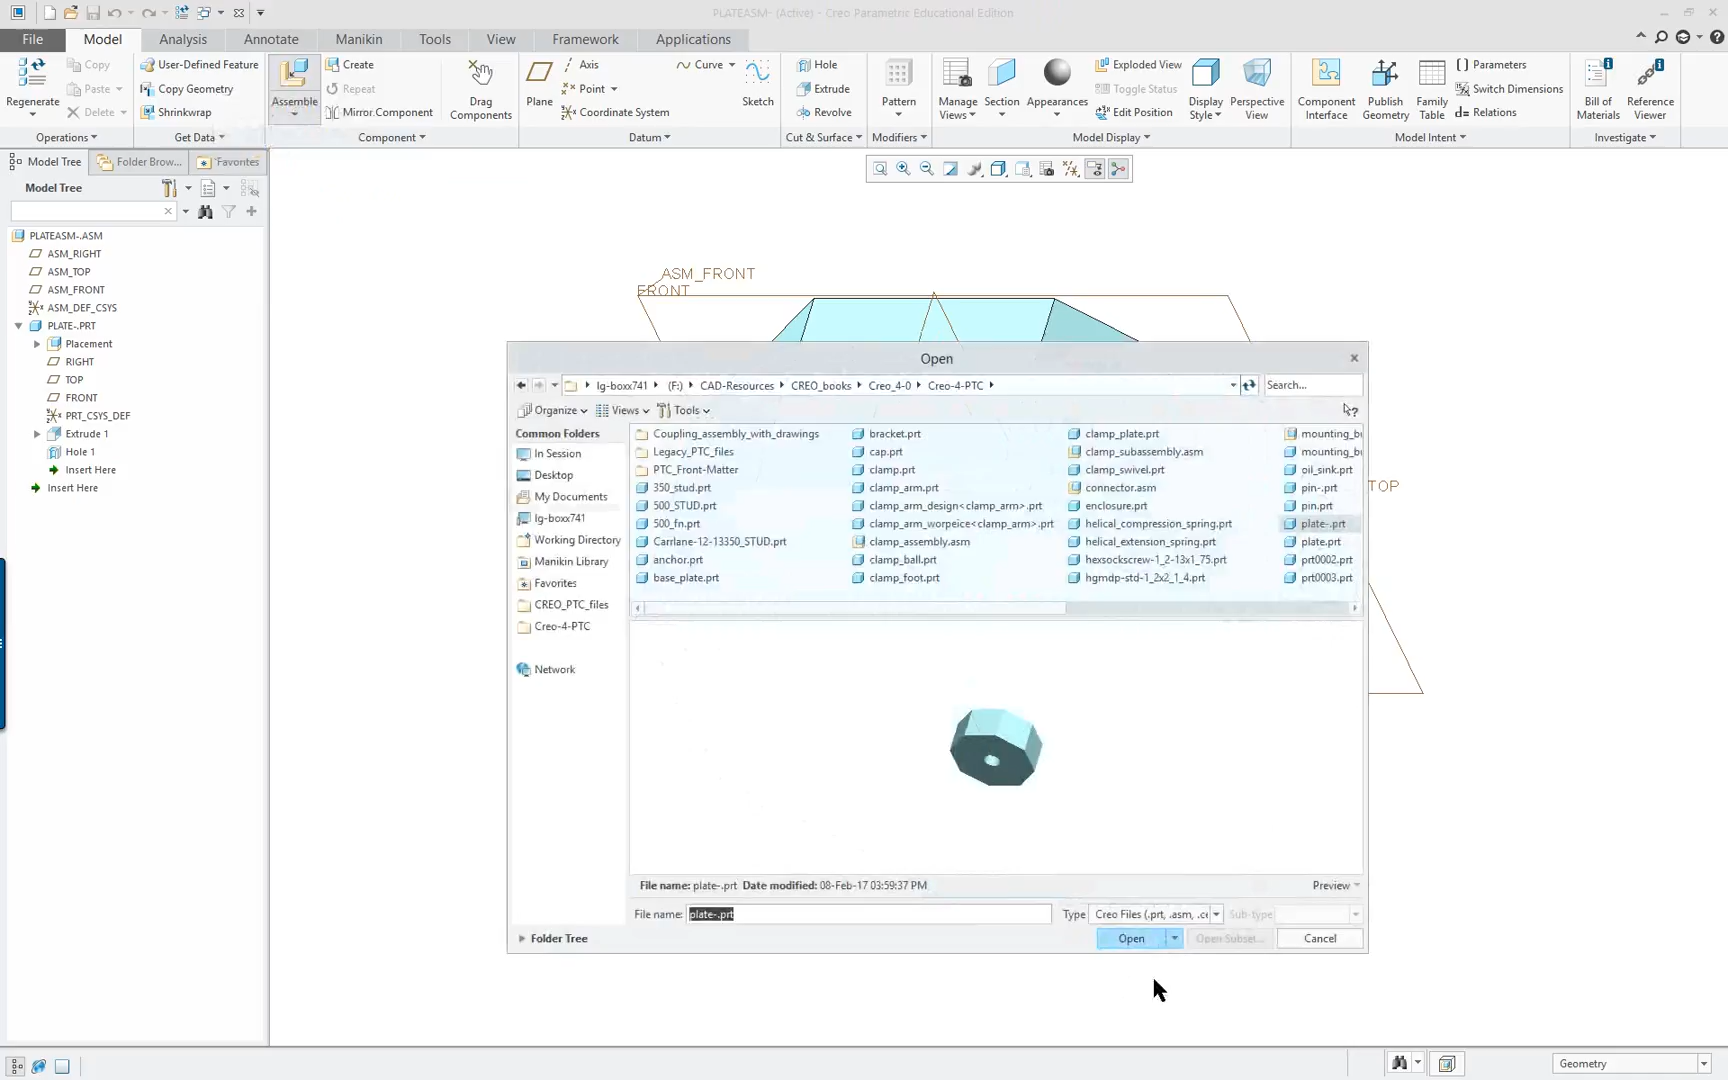 PLATEASM- (Active) - Creo Parametric Educational Edition
File Model Analysis Annotate Manikin Tools View Framework Applications
Regenerate
Copy
Paste
Delete
Operations
User-Defined Feature
Copy Geometry
Shrinkwrap
Get Data
Assemble
Create
Repeat
Mirror Component
Drag Components
Component
Plane
Axis
Point
Coordinate System
Curve
Sketch
Datum
Hole
Extrude
Revolve
Cut & Surface
Pattern
Modifiers
Manage Views
Section
Appearances
Exploded View
Toggle Status
Edit Position
Display Style
Perspective View
Model Display
Component Interface
Publish Geometry
Family Table
Parameters
Switch Dimensions
Relations
Model Intent
Bill of Materials
Reference Viewer
Investigate
Model Tree Folder Brow... Favorites
Model Tree
PLATEASM-.ASM
ASM_RIGHT
ASM_TOP
ASM_FRONT
ASM_DEF_CSYS
PLATE-.PRT
Placement
RIGHT
TOP
FRONT
PRT_CSYS_DEF
Extrude 1
Hole 1
Insert Here
Insert Here
ASM_FRONT
FRONT
TOP
Open
lg-boxx741 (F:) CAD-Resources CREO_books Creo_4-0 Creo-4-PTC
Search...
Organize Views Tools
Common Folders
In Session
Desktop
My Documents
lg-boxx741
Working Directory
Manikin Library
Favorites
CREO_PTC_files
Creo-4-PTC
Network
Coupling_assembly_with_drawings
Legacy_PTC_files
PTC_Front-Matter
350_stud.prt
500_STUD.prt
500_fn.prt
Carrlane-12-13350_STUD.prt
anchor.prt
base_plate.prt
bracket.prt
cap.prt
clamp.prt
clamp_arm.prt
clamp_arm_design<clamp_arm>.prt
clamp_arm_worpeice<clamp_arm>.prt
clamp_assembly.asm
clamp_ball.prt
clamp_foot.prt
clamp_plate.prt
clamp_subassembly.asm
clamp_swivel.prt
connector.asm
enclosure.prt
helical_compression_spring.prt
helical_extension_spring.prt
hexsockscrew-1_2-13x1_75.prt
hgmdp-std-1_2x2_1_4.prt
mounting_bu
mounting_bu
oil_sink.prt
pin-.prt
pin.prt
plate-.prt
plate.prt
prt0002.prt
prt0003.prt
File name: plate-.prt Date modified: 08-Feb-17 03:59:37 PM
Preview
File name: plate-.prt
Type Creo Files (.prt, .asm, .ce
Sub-type
Folder Tree
Open Open Subset... Cancel
Geometry